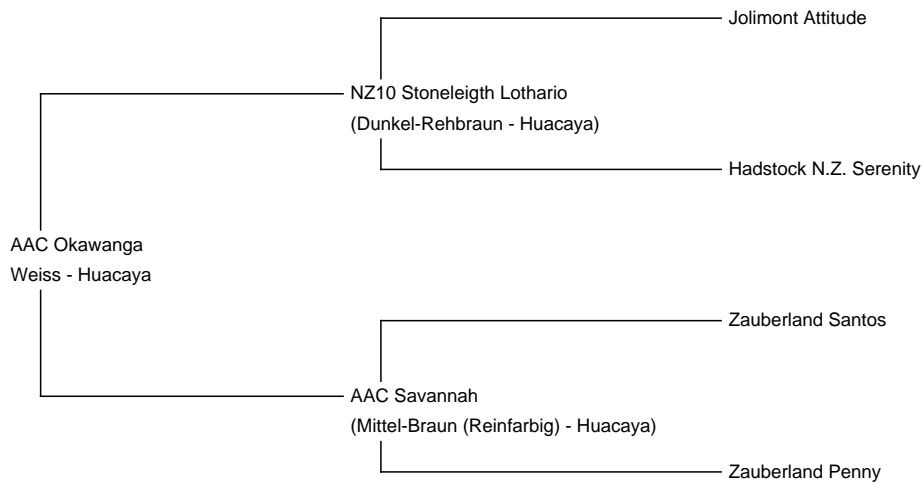 Jolimont Attitude
NZ10 Stoneleigth Lothario
(Dunkel-Rehbraun - Huacaya)
Hadstock N.Z. Serenity
AAC Okawanga
Weiss - Huacaya
Zauberland Santos
AAC Savannah
(Mittel-Braun (Reinfarbig) - Huacaya)
Zauberland Penny